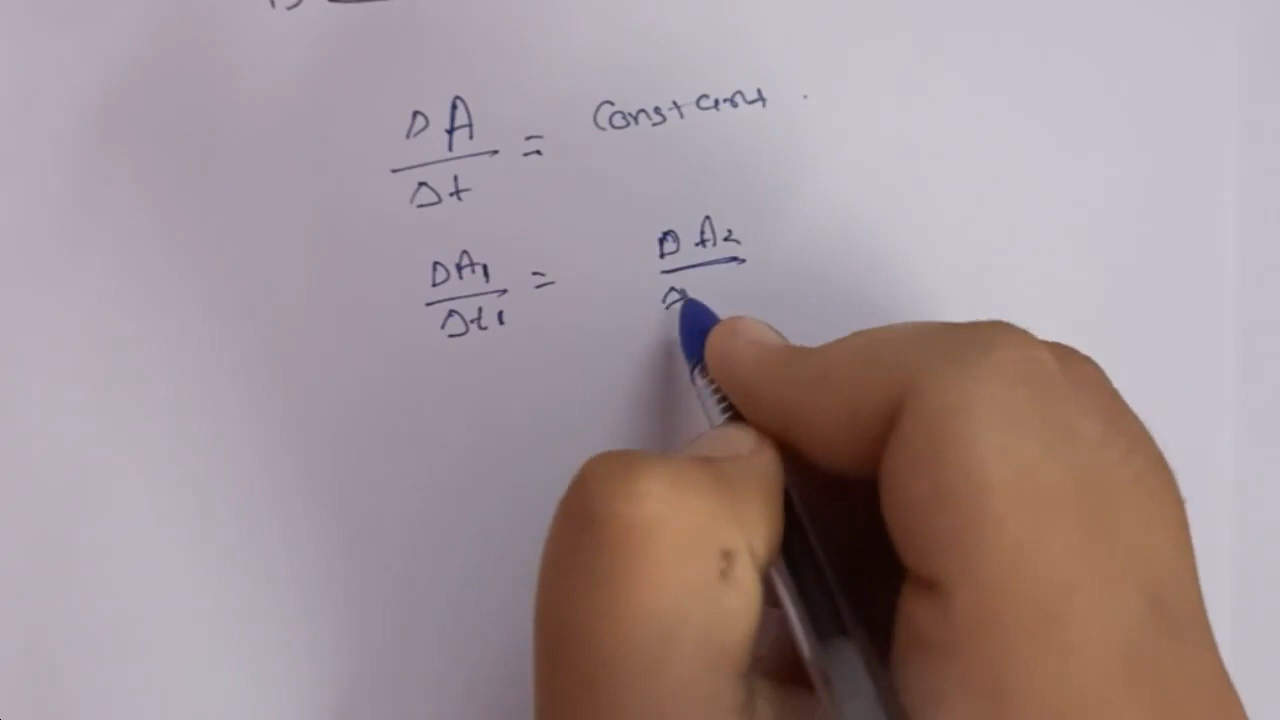 ΔA/Δt = Constant.
ΔA₁/Δt₁ = ΔA₂/Δ